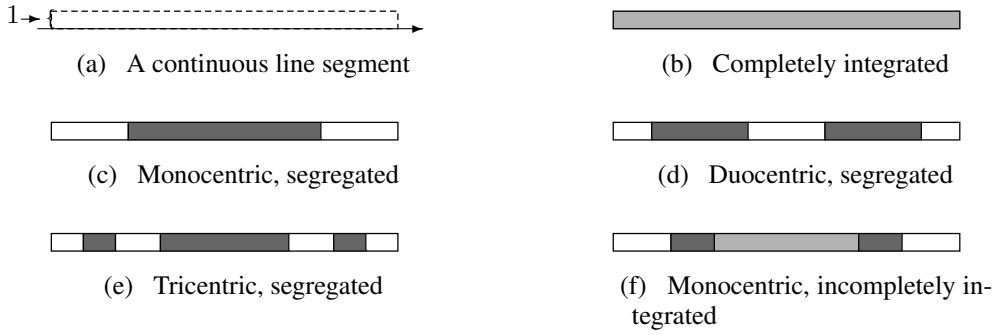 1
(a) A continuous line segment
(b) Completely integrated
(c) Monocentric, segregated
(d) Duocentric, segregated
(e) Tricentric, segregated
(f) Monocentric, incompletely in-
tegrated